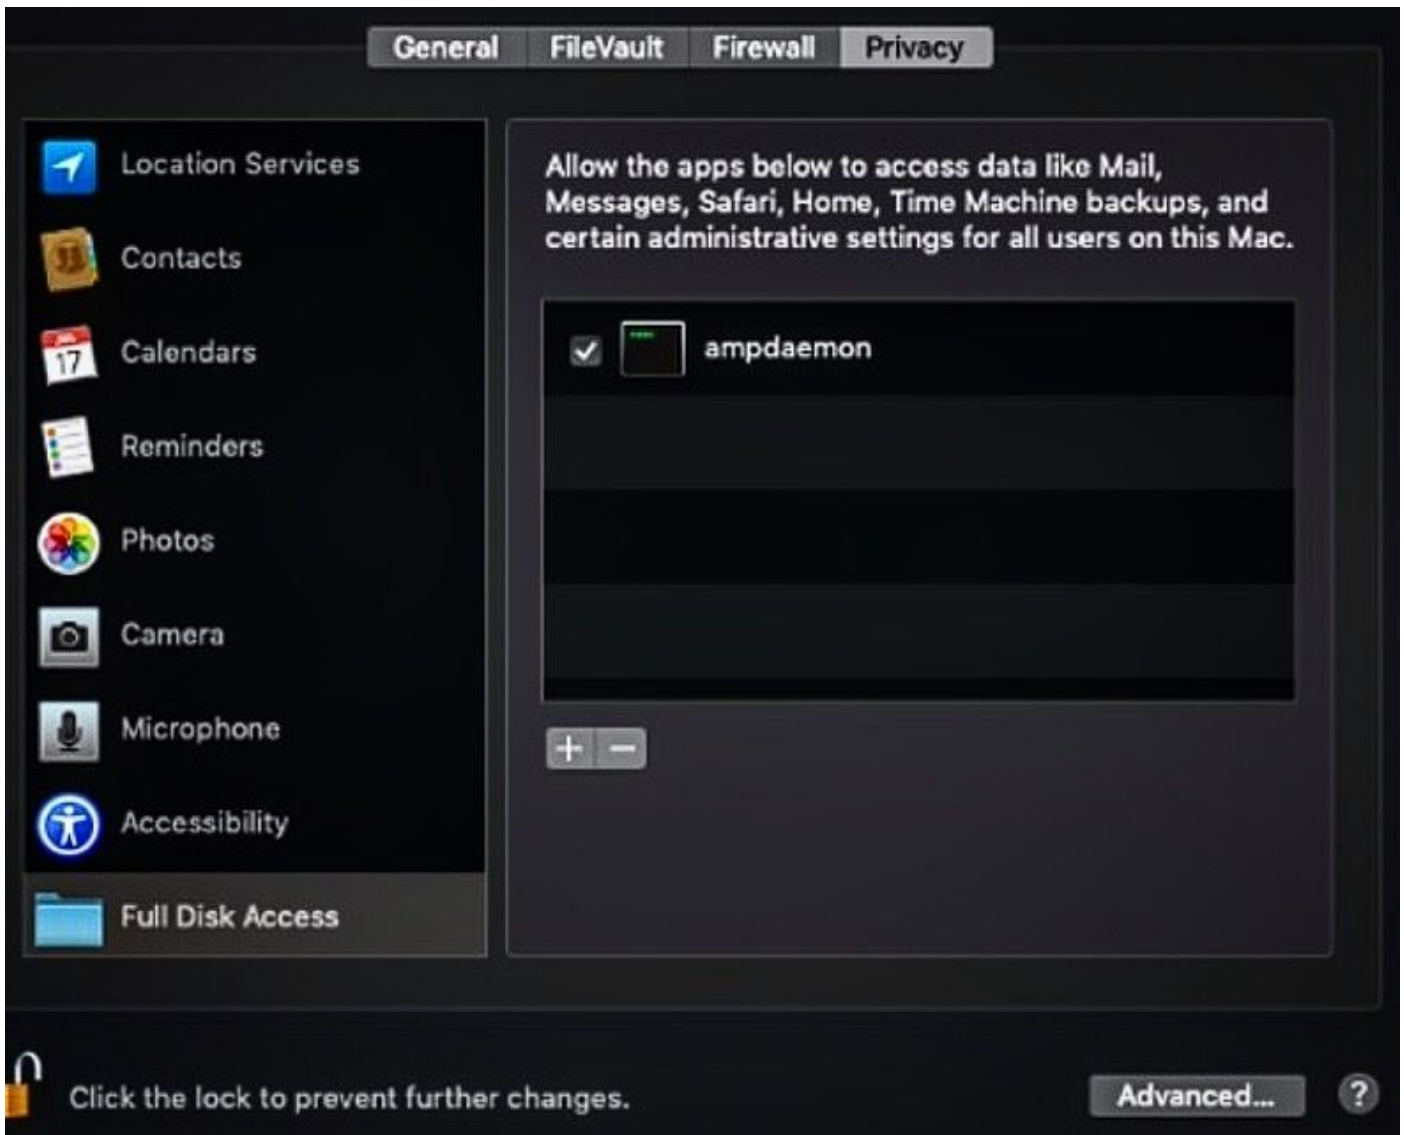 General FileVault Firewall Privacy
Location Services
Contacts
17
Calendars
Reminders
Photos
Camera
Microphone
Accessibility
Full Disk Access
Allow the apps below to access data like Mail,
Messages, Safari, Home, Time Machine backups, and
certain administrative settings for all users on this Mac.
ampdaemon
+ −
Click the lock to prevent further changes.
Advanced... ?